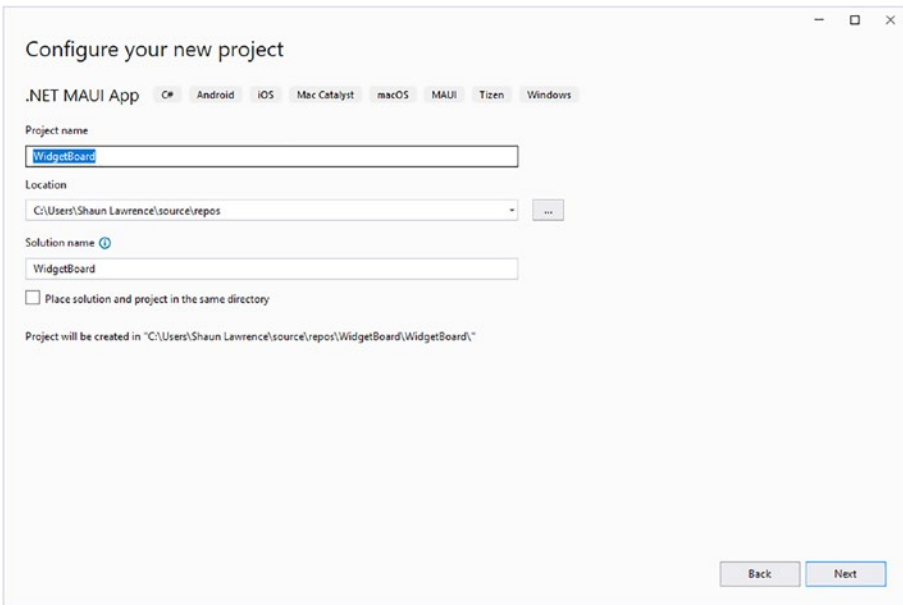 Configure your new project
.NET MAUI App C# Android iOS Mac Catalyst macOS MAUI Tizen Windows
Project name
WidgetBoard
Location
C:\Users\Shaun Lawrence\source\repos
...
Solution name
WidgetBoard
Place solution and project in the same directory
Project will be created in "C:\Users\Shaun Lawrence\source\repos\WidgetBoard\WidgetBoard\"
Back Next